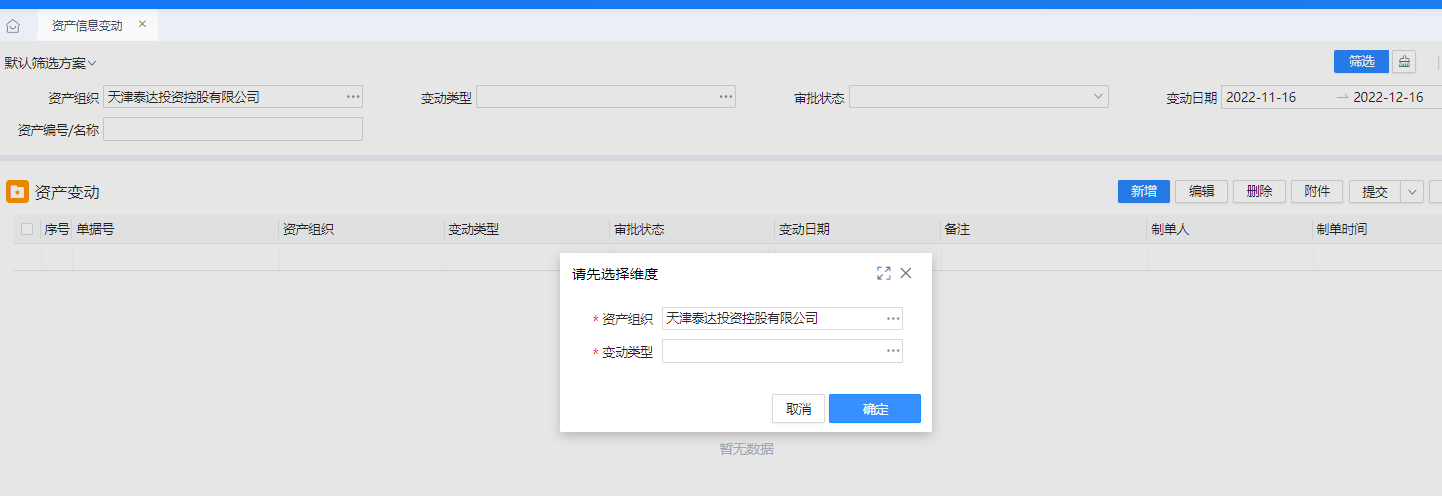 资产信息变动
默认筛选方案
筛选
资产组织 天津泰达投资控股有限公司 变动类型 审批状态 变动日期 2022-11-16 2022-12-16
资产编号/名称
资产变动
新增 编辑 删除 附件 提交
序号 单据号 资产组织 变动类型 审批状态 变动日期 备注 制单人 制单时间
请先选择维度
* 资产组织 天津泰达投资控股有限公司
* 变动类型
取消 确定
暂无数据